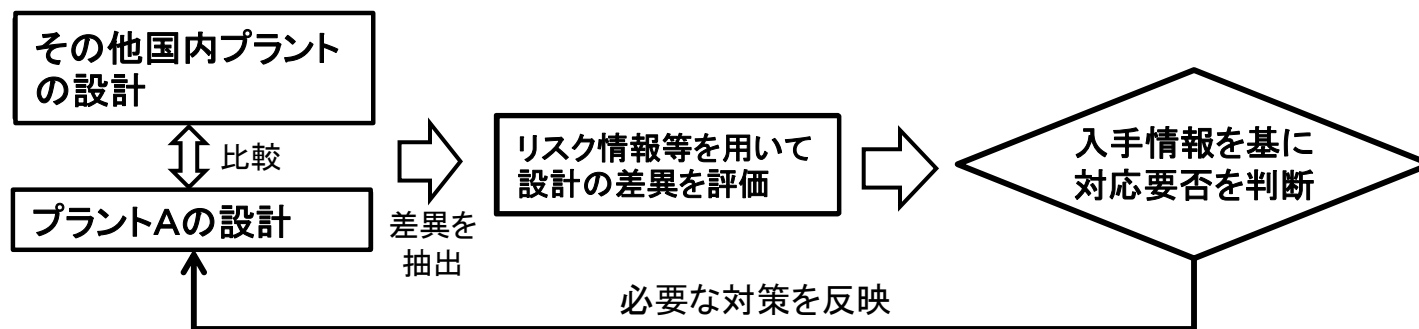 その他国内プラント
の設計
比較
プラントAの設計
差異を
抽出
リスク情報等を用いて
設計の差異を評価
入手情報を基に
対応要否を判断
必要な対策を反映